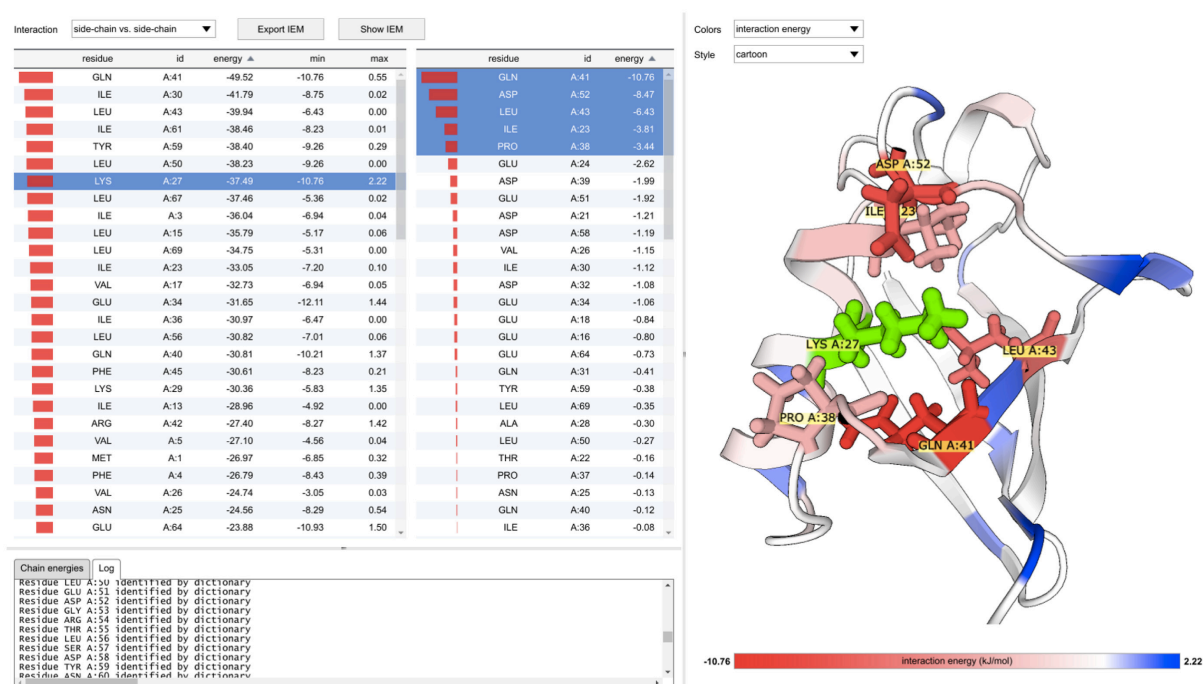 Interaction side-chain vs. side-chain Export IEM Show IEM
residue id energy min max
GLN A:41 -49.52 -10.76 0.55
ILE A:30 -41.79 -8.75 0.02
LEU A:43 -39.94 -6.43 0.00
ILE A:61 -38.46 -8.23 0.01
TYR A:59 -38.40 -9.26 0.29
LEU A:50 -38.23 -9.26 0.00
LYS A:27 -37.49 -10.76 2.22
LEU A:67 -37.46 -5.36 0.02
ILE A:3 -36.04 -6.94 0.04
LEU A:15 -35.79 -5.17 0.06
LEU A:69 -34.75 -5.31 0.00
ILE A:23 -33.05 -7.20 0.10
VAL A:17 -32.73 -6.94 0.05
GLU A:34 -31.65 -12.11 1.44
ILE A:36 -30.97 -6.47 0.00
LEU A:56 -30.82 -7.01 0.06
GLN A:40 -30.81 -10.21 1.37
PHE A:45 -30.61 -8.23 0.21
LYS A:29 -30.36 -5.83 1.35
ILE A:13 -28.96 -4.92 0.00
ARG A:42 -27.40 -8.27 1.42
VAL A:5 -27.10 -4.56 0.04
MET A:1 -26.97 -6.85 0.32
PHE A:4 -26.79 -8.43 0.39
VAL A:26 -24.74 -3.05 0.03
ASN A:25 -24.56 -8.29 0.54
GLU A:64 -23.88 -10.93 1.50
residue id energy
GLN A:41 -10.76
ASP A:52 -8.47
LEU A:43 -6.43
ILE A:23 -3.81
PRO A:38 -3.44
GLU A:24 -2.62
ASP A:39 -1.99
GLU A:51 -1.92
ASP A:21 -1.21
ASP A:58 -1.19
VAL A:26 -1.15
ILE A:30 -1.12
ASP A:32 -1.08
GLU A:34 -1.06
GLU A:18 -0.84
GLU A:16 -0.80
GLU A:64 -0.73
GLN A:31 -0.41
TYR A:59 -0.38
LEU A:69 -0.35
ALA A:28 -0.30
LEU A:50 -0.27
THR A:22 -0.16
PRO A:37 -0.14
ASN A:25 -0.13
GLN A:40 -0.12
ILE A:36 -0.08
Chain energies Log
Residue LEU A:50 identified by dictionary
Residue GLU A:51 identified by dictionary
Residue ASP A:52 identified by dictionary
Residue GLY A:53 identified by dictionary
Residue ARG A:54 identified by dictionary
Residue THR A:55 identified by dictionary
Residue LEU A:56 identified by dictionary
Residue SER A:57 identified by dictionary
Residue ASP A:58 identified by dictionary
Residue TYR A:59 identified by dictionary
Residue ASN A:60 identified by dictionary
Colors interaction energy
Style cartoon
ASP A:52
ILE 23
LYS A:27
LEU A:43
PRO A:38
GLN A:41
-10.76 interaction energy (kJ/mol) 2.22